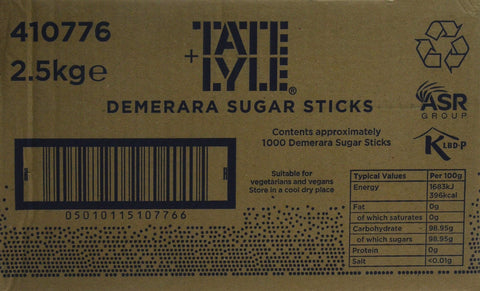 410776
2.5kg℮
TATE
+LYLE®
DEMERARA SUGAR STICKS
Contents approximately
1000 Demerara Sugar Sticks
ASR
GROUP
K LBD-P
Suitable for
vegetarians and vegans
Store in a cool dry place
05010115107766
Typical Values Per 100g
Energy 1683kJ
396kcal
Fat 0g
of which saturates 0g
Carbohydrate 98.95g
of which sugars 98.95g
Protein 0g
Salt <0.01g